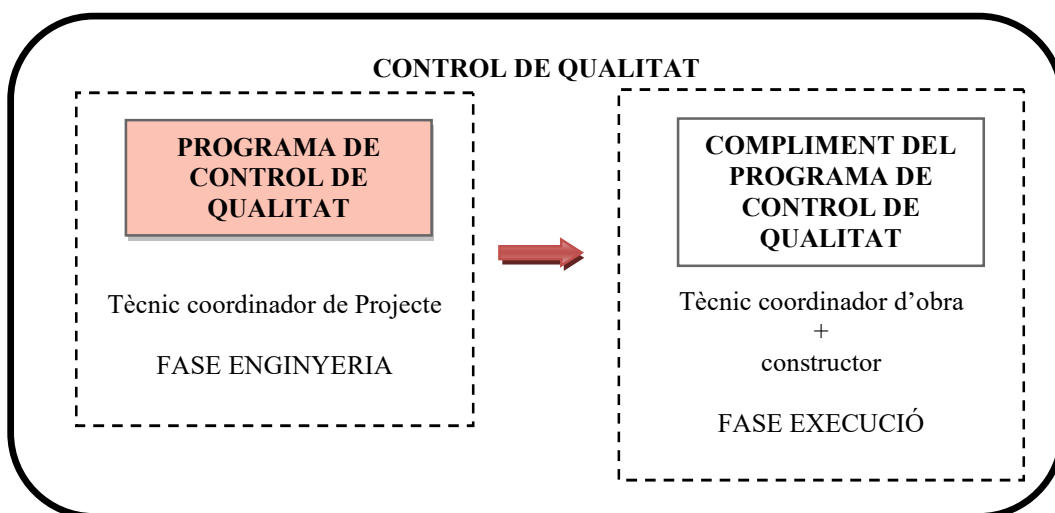 CONTROL DE QUALITAT
PROGRAMA DE
CONTROL DE
QUALITAT
Tècnic coordinador de Projecte
FASE ENGINYERIA
COMPLIMENT DEL
PROGRAMA DE
CONTROL DE
QUALITAT
Tècnic coordinador d’obra
+
constructor
FASE EXECUCIÓ